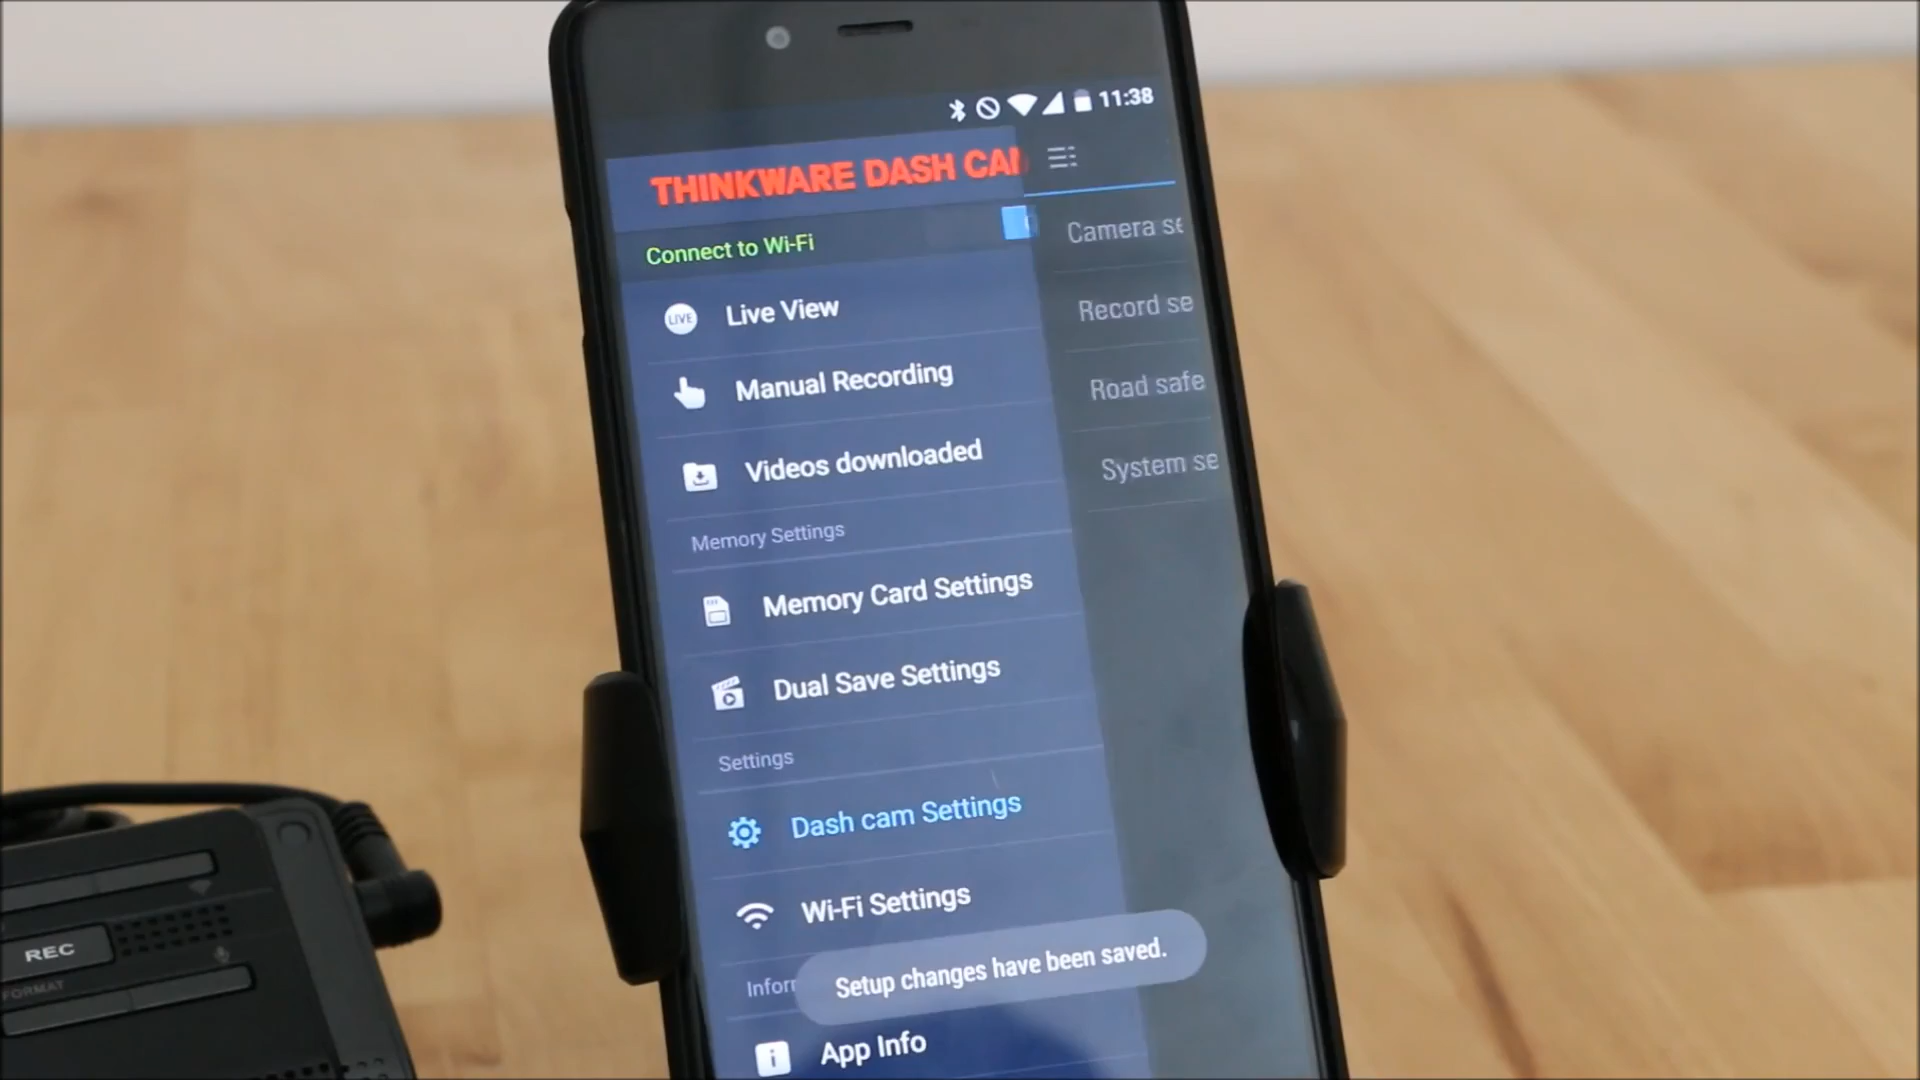 11:38
THINKWARE DASH CAM
Connect to Wi-Fi
Camera se
LIVE
Live View
Record se
Manual Recording
Road safe
Videos downloaded
System se
Memory Settings
Memory Card Settings
Dual Save Settings
Settings
Dash cam Settings
Wi-Fi Settings
Setup changes have been saved.
Infor
App Info
REC
FORMAT